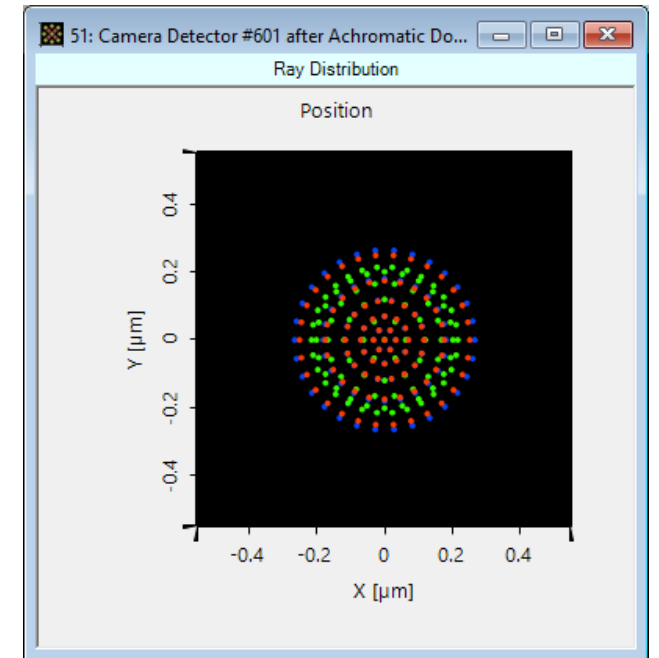 51: Camera Detector #601 after Achromatic Do...
Ray Distribution
Position
0.4
0.2
0
-0.2
-0.4
Y [µm]
-0.4 -0.2 0 0.2 0.4
X [µm]